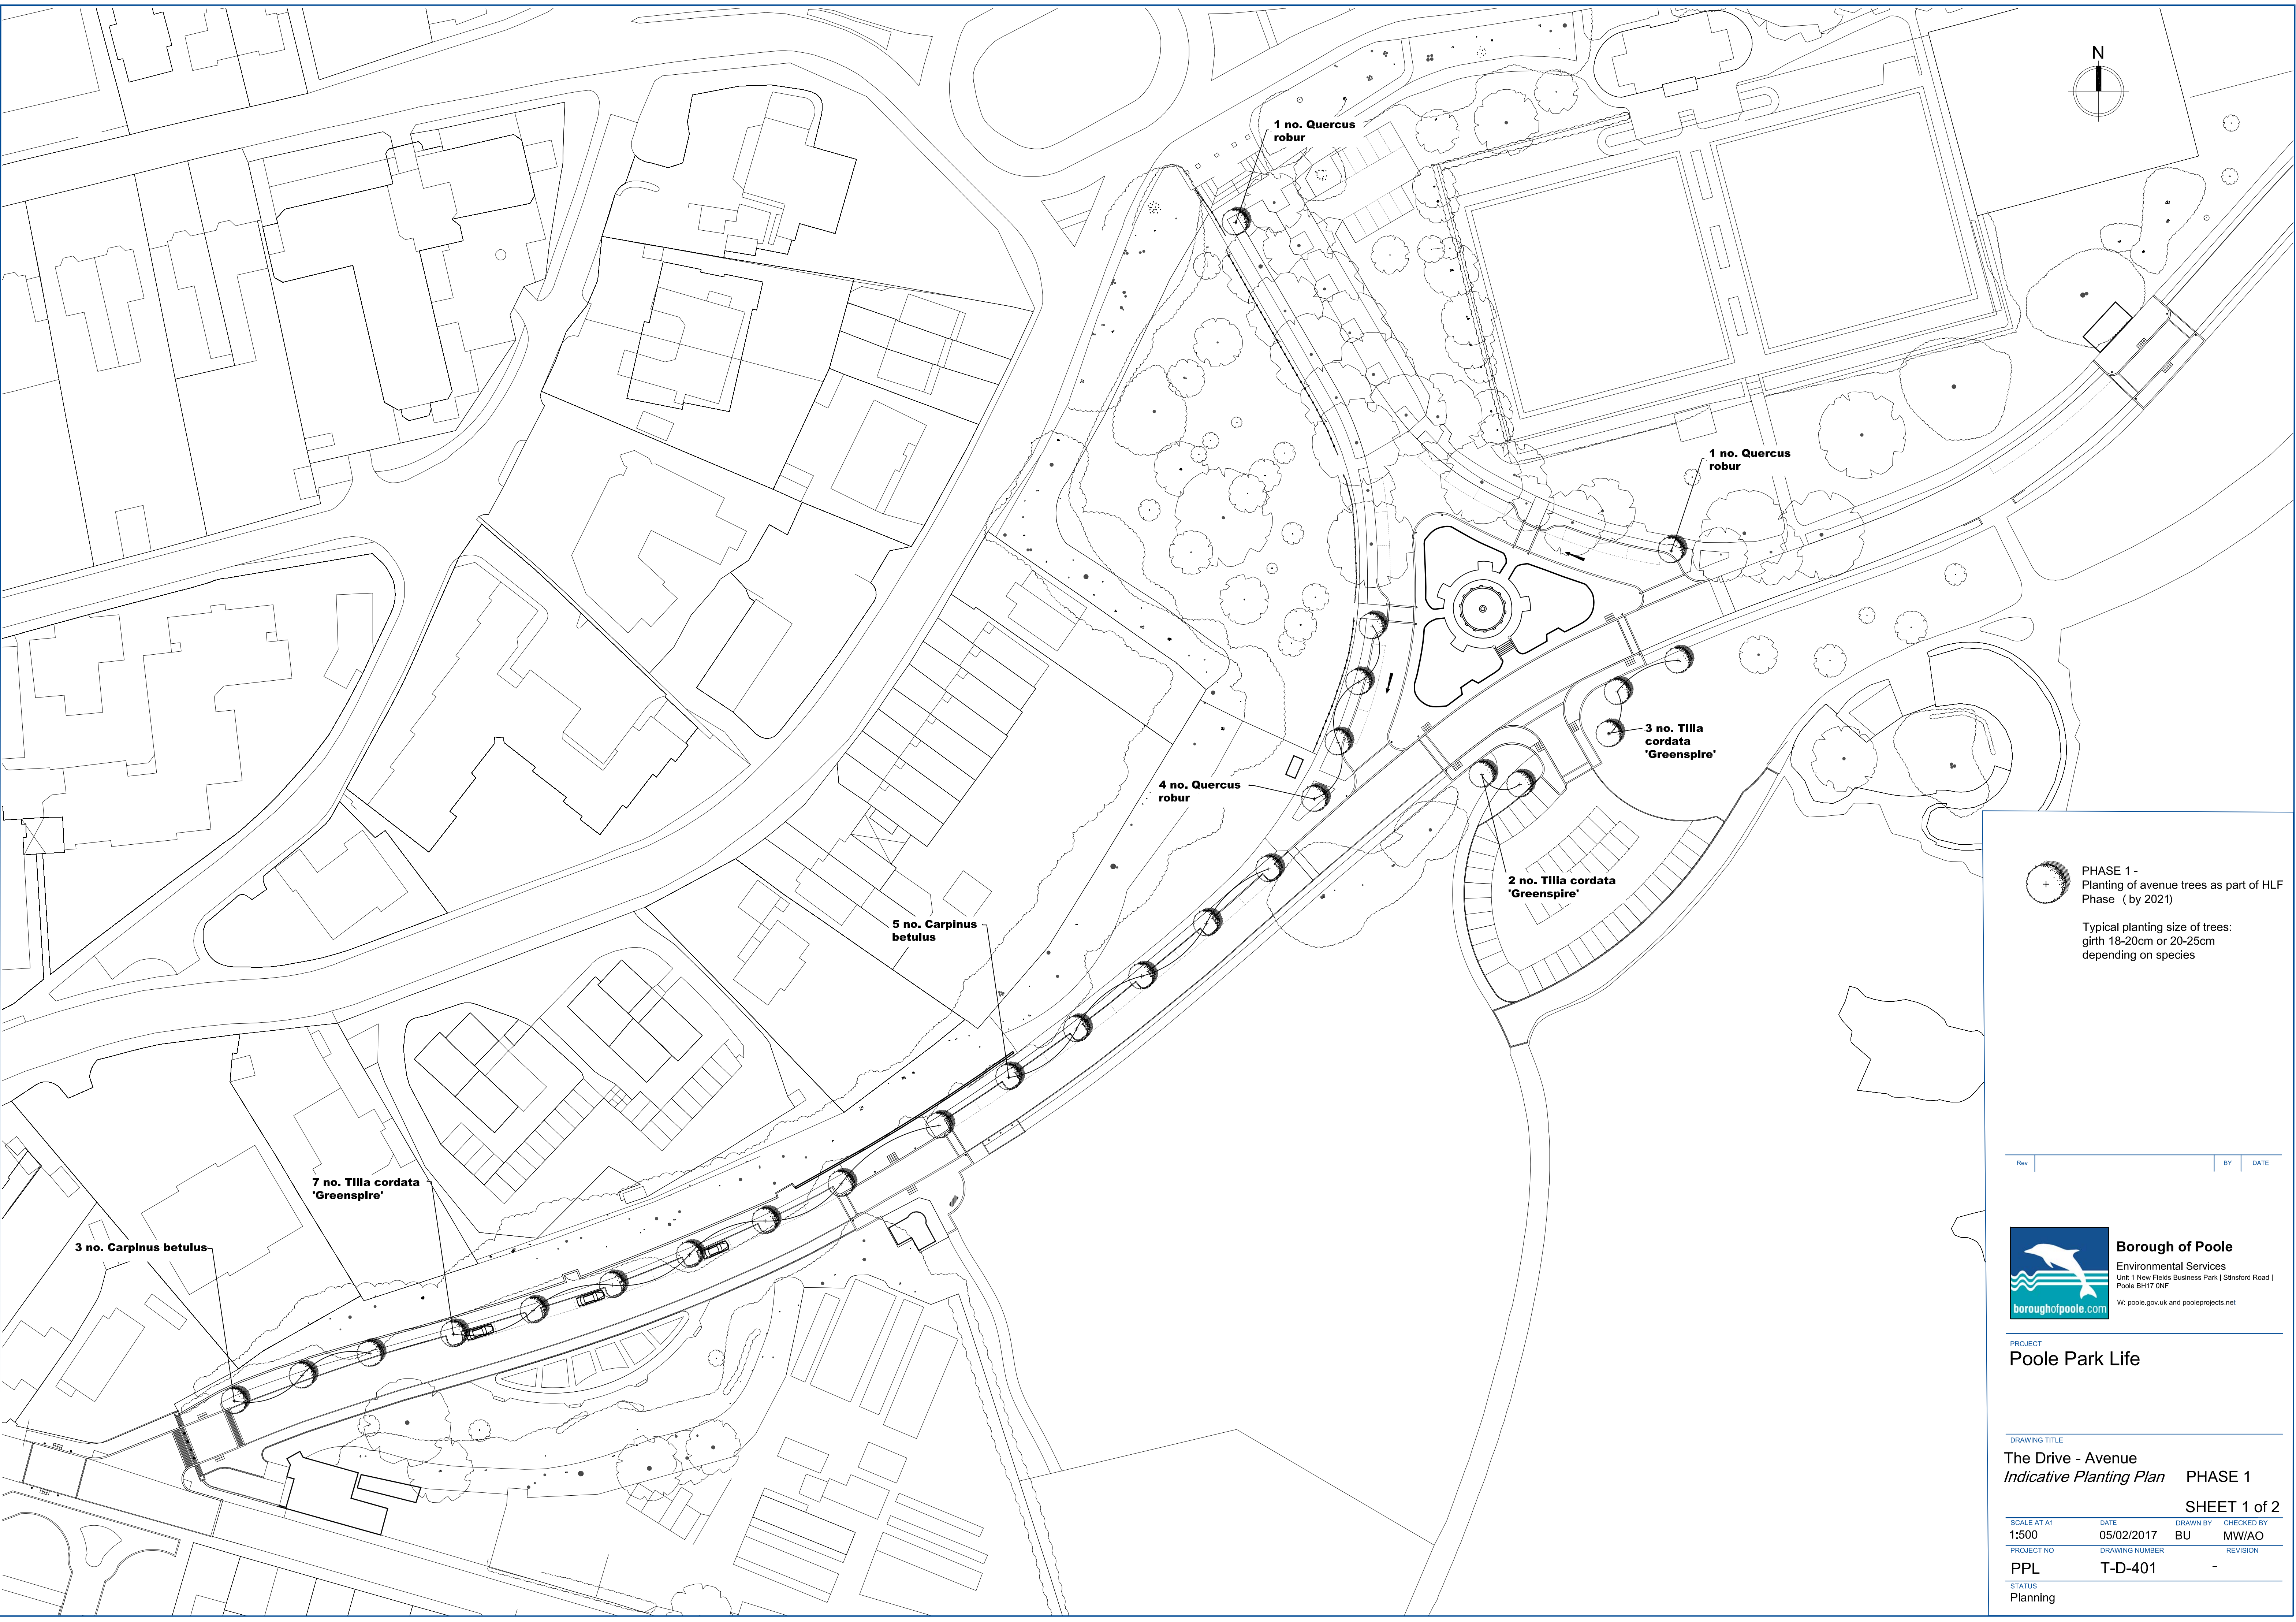 N
1 no. Quercus
robur
1 no. Quercus
robur
3 no. Tilia
cordata
'Greenspire'
4 no. Quercus
robur
2 no. Tilia cordata
'Greenspire'
5 no. Carpinus
betulus
7 no. Tilia cordata
'Greenspire'
3 no. Carpinus betulus
PHASE 1 -
Planting of avenue trees as part of HLF
Phase ( by 2021)
Typical planting size of trees:
girth 18-20cm or 20-25cm
depending on species
Rev BY DATE
boroughofpoole.com
Borough of Poole
Environmental Services
Unit 1 New Fields Business Park | Stinsford Road |
Poole BH17 0NF
W: poole.gov.uk and pooleprojects.net
PROJECT
Poole Park Life
DRAWING TITLE
The Drive - Avenue
Indicative Planting Plan PHASE 1
SHEET 1 of 2
SCALE AT A1 DATE DRAWN BY CHECKED BY
1:500 05/02/2017 BU MW/AO
PROJECT NO DRAWING NUMBER REVISION
PPL T-D-401 -
STATUS
Planning